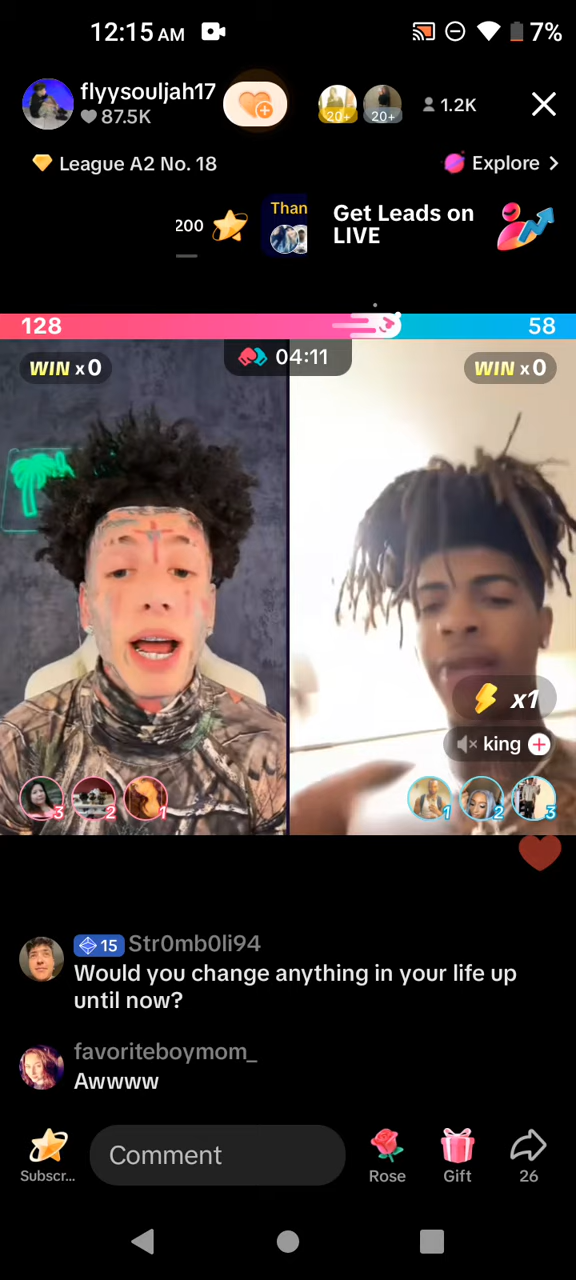 12:15 AM
7%
flyysouljah17
87.5K
20+
20+
1.2K
League A2 No. 18
Explore >
200
Than
Get Leads on
LIVE
128
58
WIN x0
04:11
WIN x0
x1
king
3
2
1
1
2
3
15 Str0mb0li94
Would you change anything in your life up
until now?
favoriteboymom_
Awwww
Subscr...
Comment
Rose
Gift
26